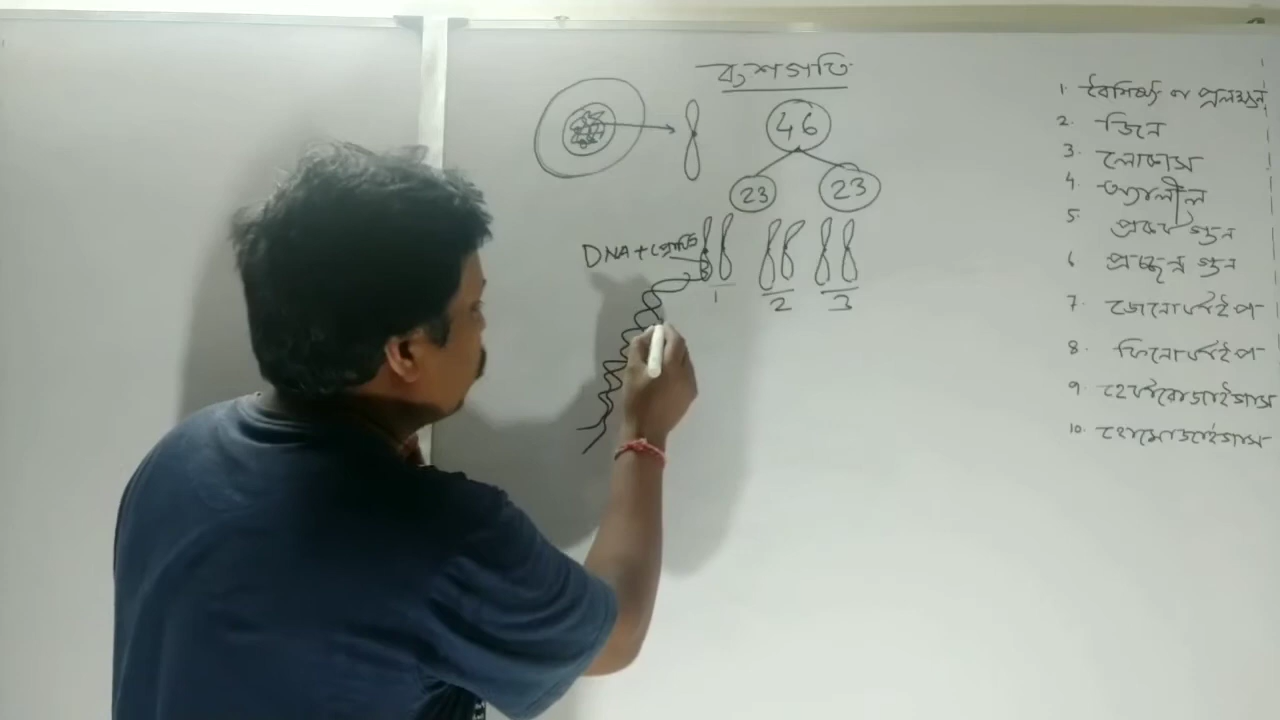 বংশগতি
46
23 23
DNA + প্রোটিন
1 2 3
1. বৈশিষ্ট্য ও প্রলক্ষন
2. জিন
3. লোকাস
4. অ্যালীল
5. প্রকট গুন
6. প্রচ্ছন্ন গুন
7. জেনোটাইপ
8. ফিনোটাইপ
9. হেটারোজাইগাস
10. হোমোজাইগাস